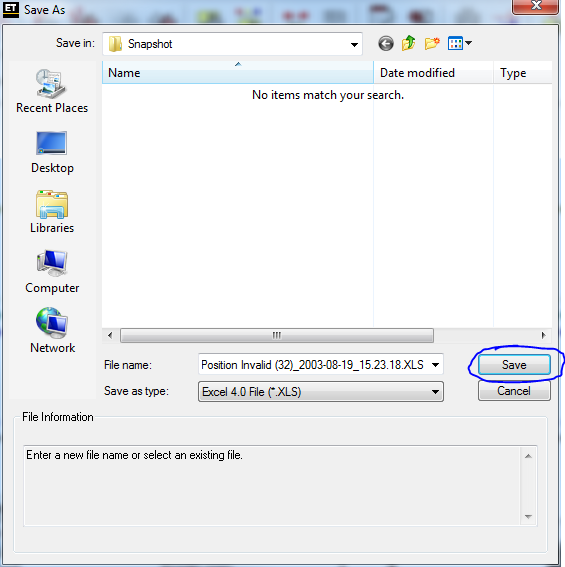 ET Save As
Save in: Snapshot
Name Date modified Type
No items match your search.
Recent Places
Desktop
Libraries
Computer
Network
File name: Position Invalid (32)_2003-08-19_15.23.18.XLS Save
Save as type: Excel 4.0 File (*.XLS) Cancel
File Information
Enter a new file name or select an existing file.